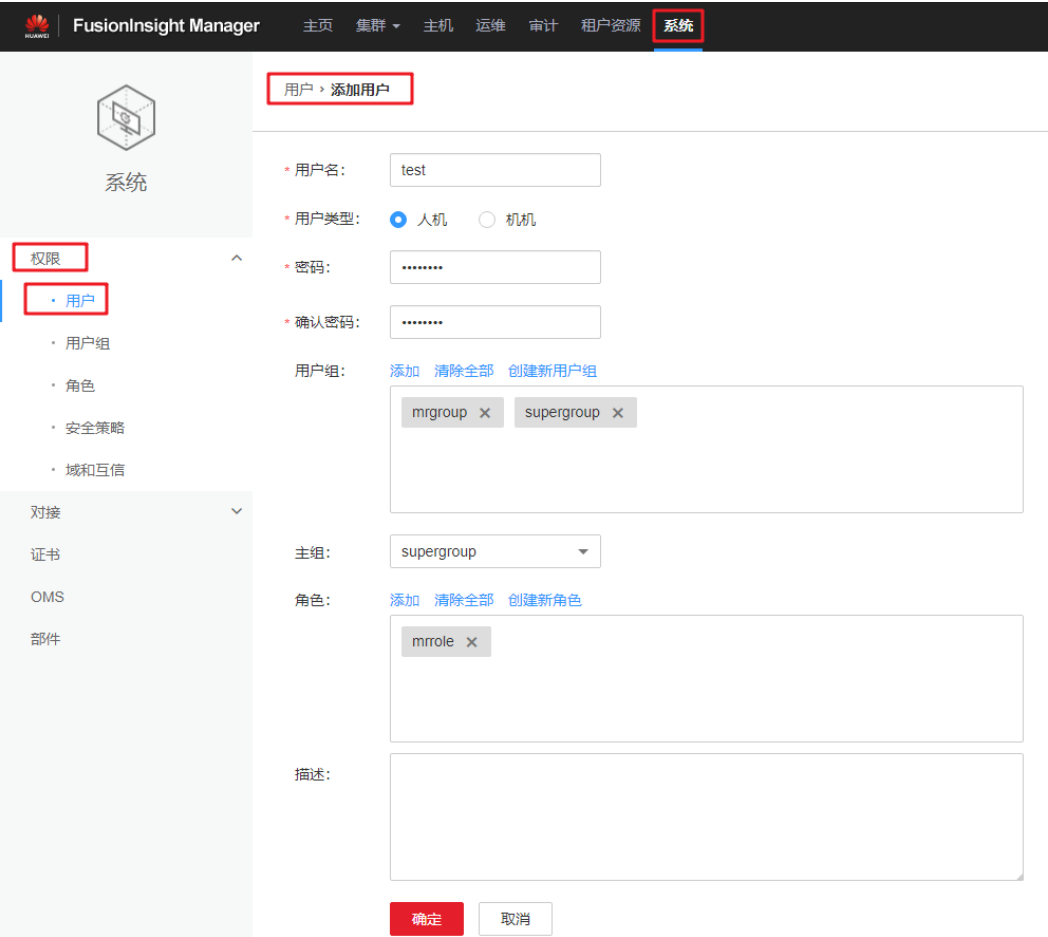 HUAWEI FusionInsight Manager 主页 集群 主机 运维 审计 租户资源 系统
系统
权限
· 用户
· 用户组
· 角色
· 安全策略
· 域和互信
对接
证书
OMS
部件
用户 › 添加用户
* 用户名: test
* 用户类型: 人机 机机
* 密码: ••••••••
* 确认密码: ••••••••
用户组: 添加 清除全部 创建新用户组
mrgroup × supergroup ×
主组: supergroup
角色: 添加 清除全部 创建新角色
mrrole ×
描述:
确定 取消